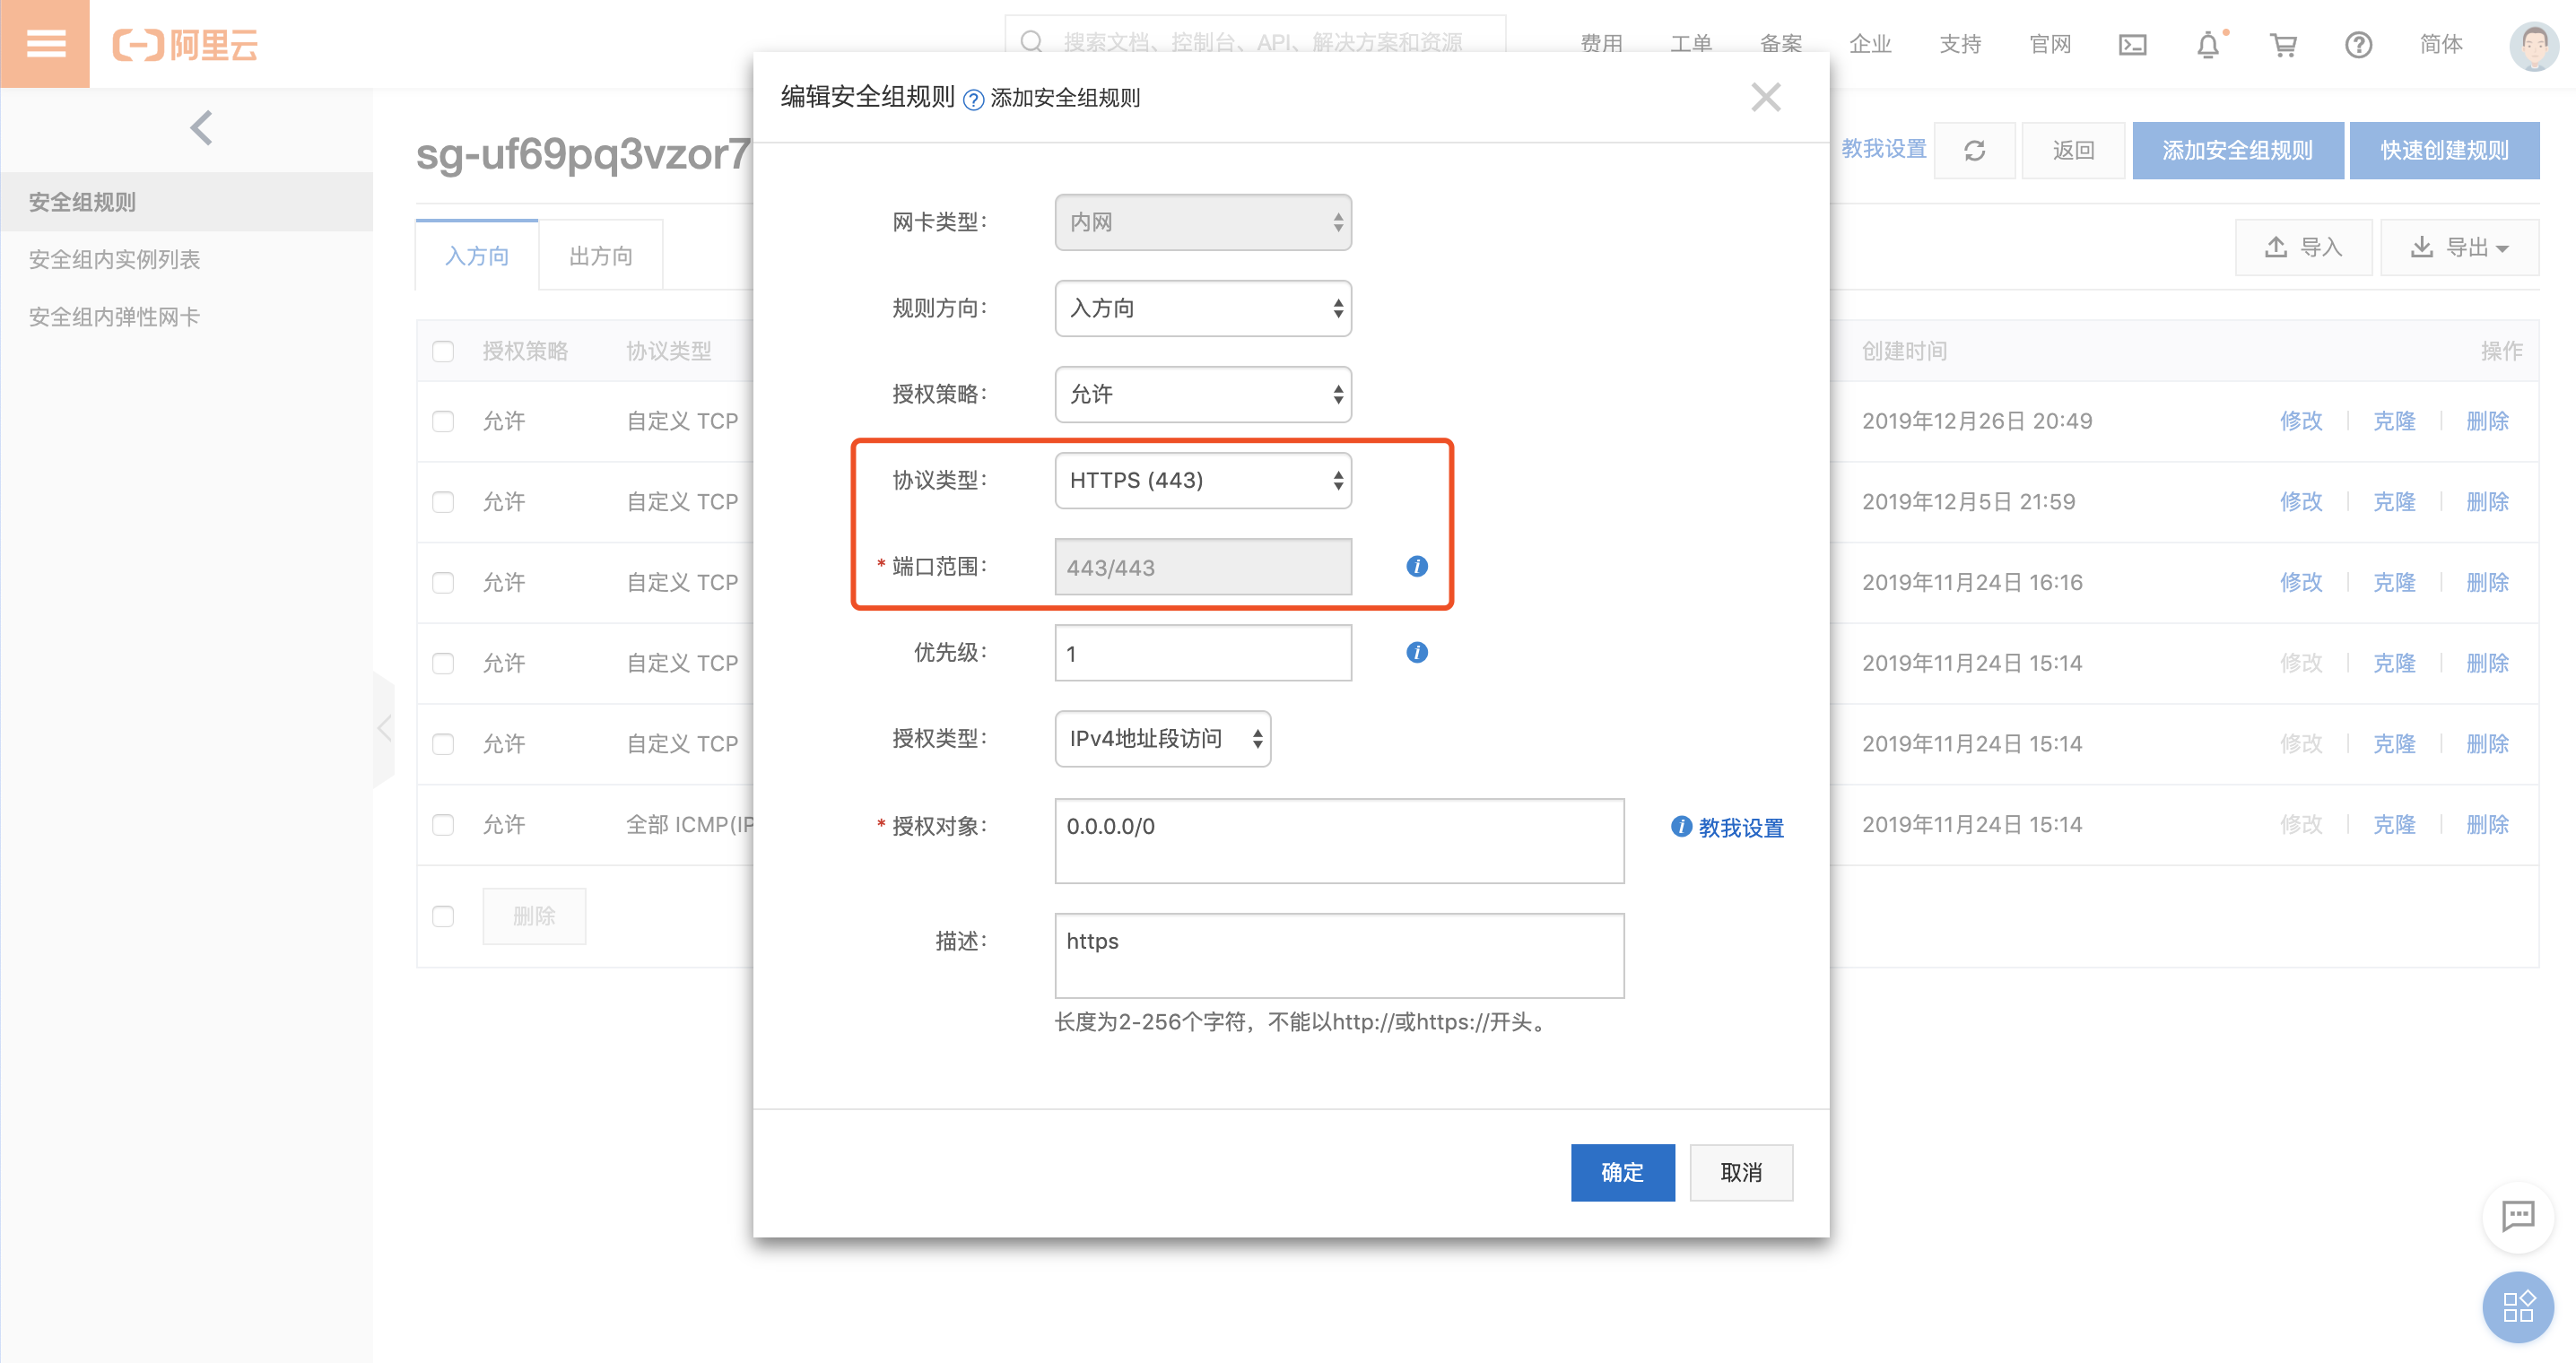 阿里云
搜索文档、控制台、API、解决方案和资源
费用 工单 备案 企业 支持 官网 简体
编辑安全组规则 添加安全组规则
sg-uf69pq3vzor7
教我设置 返回 添加安全组规则 快速创建规则
安全组规则
安全组内实例列表
安全组内弹性网卡
入方向 出方向
导入 导出
授权策略 协议类型 创建时间 操作
允许 自定义 TCP 2019年12月26日 20:49 修改 克隆 删除
允许 自定义 TCP 2019年12月5日 21:59 修改 克隆 删除
允许 自定义 TCP 2019年11月24日 16:16 修改 克隆 删除
允许 自定义 TCP 2019年11月24日 15:14 修改 克隆 删除
允许 自定义 TCP 2019年11月24日 15:14 修改 克隆 删除
允许 全部 ICMP(IP 2019年11月24日 15:14 修改 克隆 删除
删除
网卡类型： 内网
规则方向： 入方向
授权策略： 允许
协议类型： HTTPS (443)
* 端口范围： 443/443
优先级： 1
授权类型： IPv4地址段访问
* 授权对象： 0.0.0.0/0 教我设置
描述： https
长度为2-256个字符，不能以http://或https://开头。
确定 取消